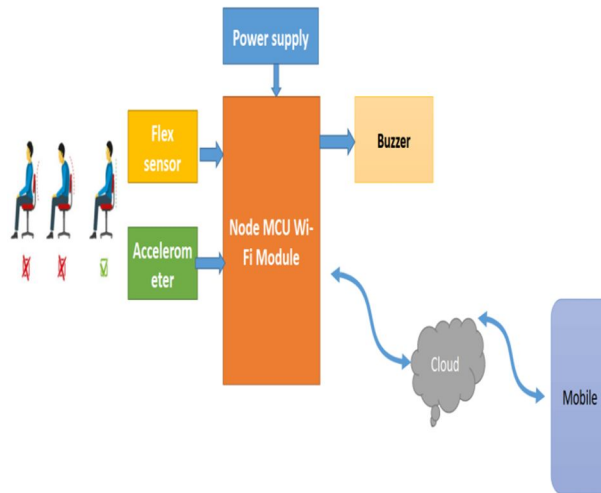 Power supply
Flex
sensor
Buzzer
Node MCU Wi-
Fi Module
Accelerom
eter
Cloud
Mobile